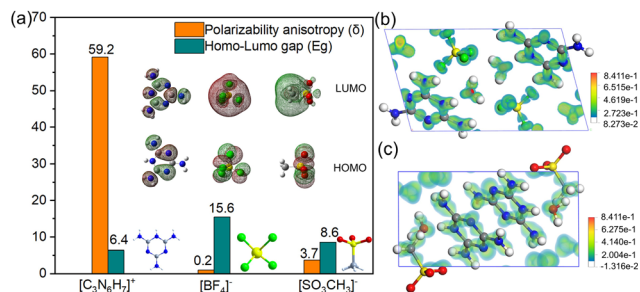 (a)
Polarizability anisotropy (δ)
Homo-Lumo gap (Eg)
70
60
50
40
30
20
10
0
59.2
6.4
0.2
15.6
3.7
8.6
LUMO
HOMO
[C₃N₆H₇]⁺
[BF₄]⁻
[SO₃CH₃]⁻
(b)
8.411e-1
6.515e-1
4.619e-1
2.723e-1
8.273e-2
(c)
8.411e-1
6.275e-1
4.140e-1
2.004e-1
-1.316e-2